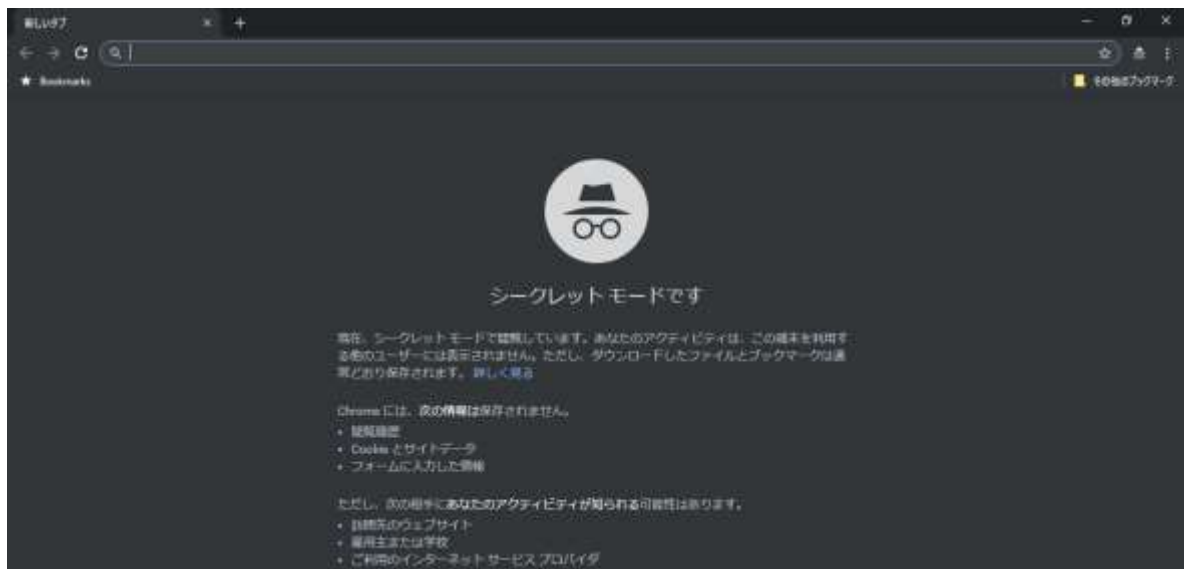 新しいタブ
Bookmarks
その他のブックマーク
シークレット モードです
現在、シークレット モードで閲覧しています。あなたのアクティビティは、この端末を利用す
る他のユーザーには表示されません。ただし、ダウンロードしたファイルとブックマークは通
常どおり保存されます。 詳しく見る
Chrome には、次の情報は保存されません。
• 閲覧履歴
• Cookie とサイトデータ
• フォームに入力した情報
ただし、次の相手にあなたのアクティビティが知られる可能性はあります。
• 訪問先のウェブサイト
• 雇用主または学校
• ご利用のインターネット サービス プロバイダ